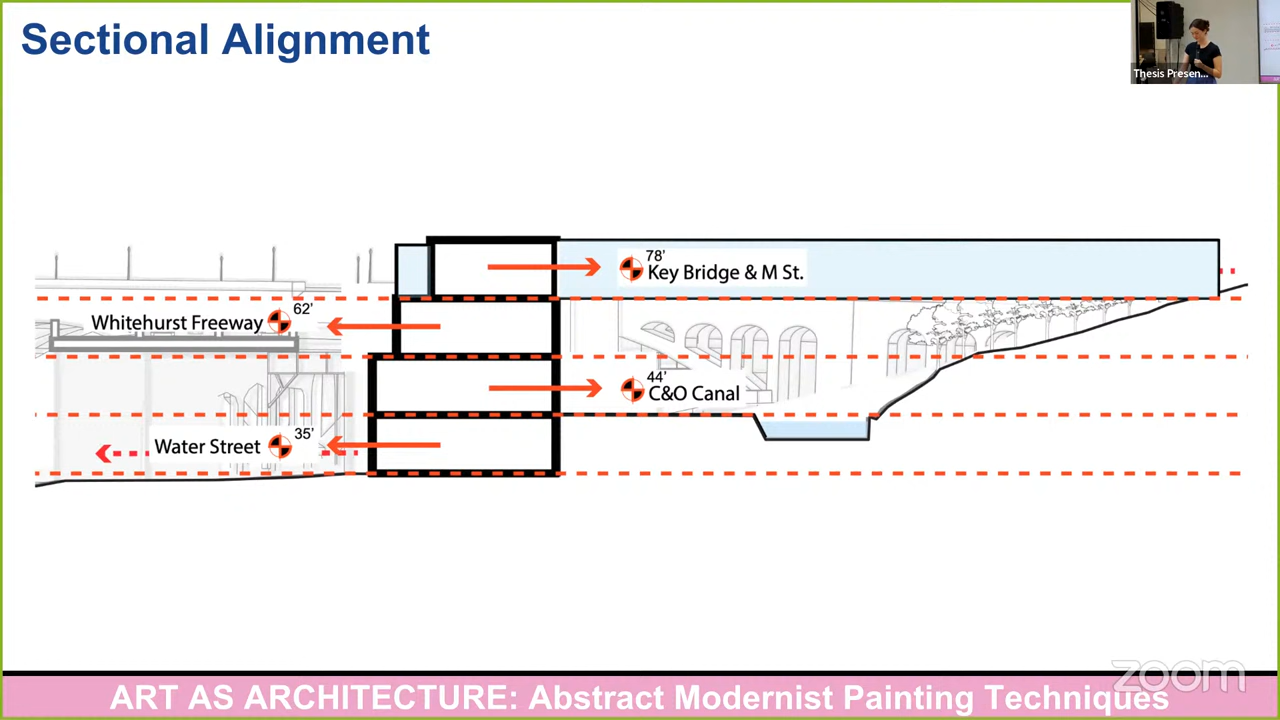 Sectional Alignment
Thesis Presen...
78'
Key Bridge & M St.
62'
Whitehurst Freeway
44'
C&O Canal
35'
Water Street
zoom
ART AS ARCHITECTURE: Abstract Modernist Painting Techniques